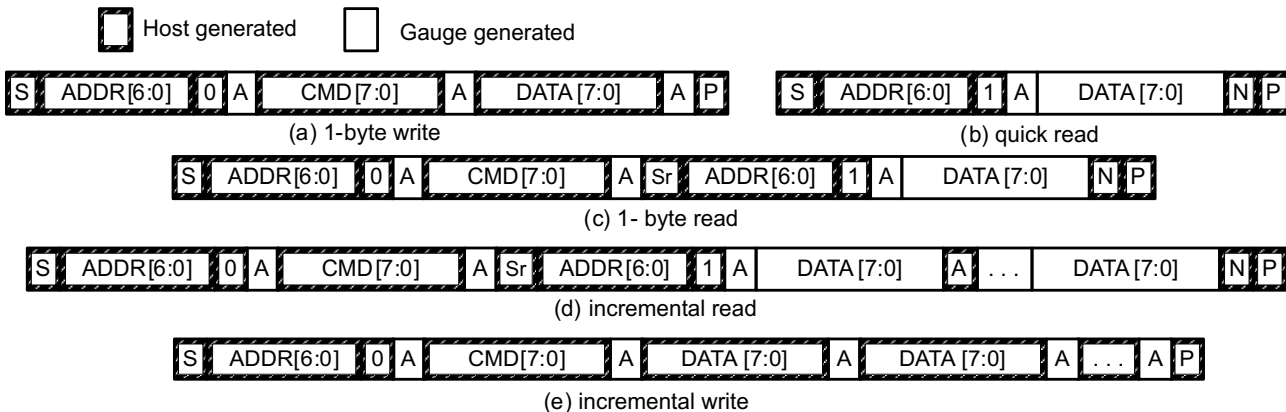 Host generated Gauge generated
S ADDR[6:0] 0 A CMD[7:0] A DATA[7:0] A P S ADDR[6:0] 1 A DATA[7:0] N P
(a) 1-byte write (b) quick read
S ADDR[6:0] 0 A CMD[7:0] A Sr ADDR[6:0] 1 A DATA[7:0] N P
(c) 1- byte read
S ADDR[6:0] 0 A CMD[7:0] A Sr ADDR[6:0] 1 A DATA[7:0] A . . . DATA[7:0] N P
(d) incremental read
S ADDR[6:0] 0 A CMD[7:0] A DATA[7:0] A DATA[7:0] A . . . A P
(e) incremental write